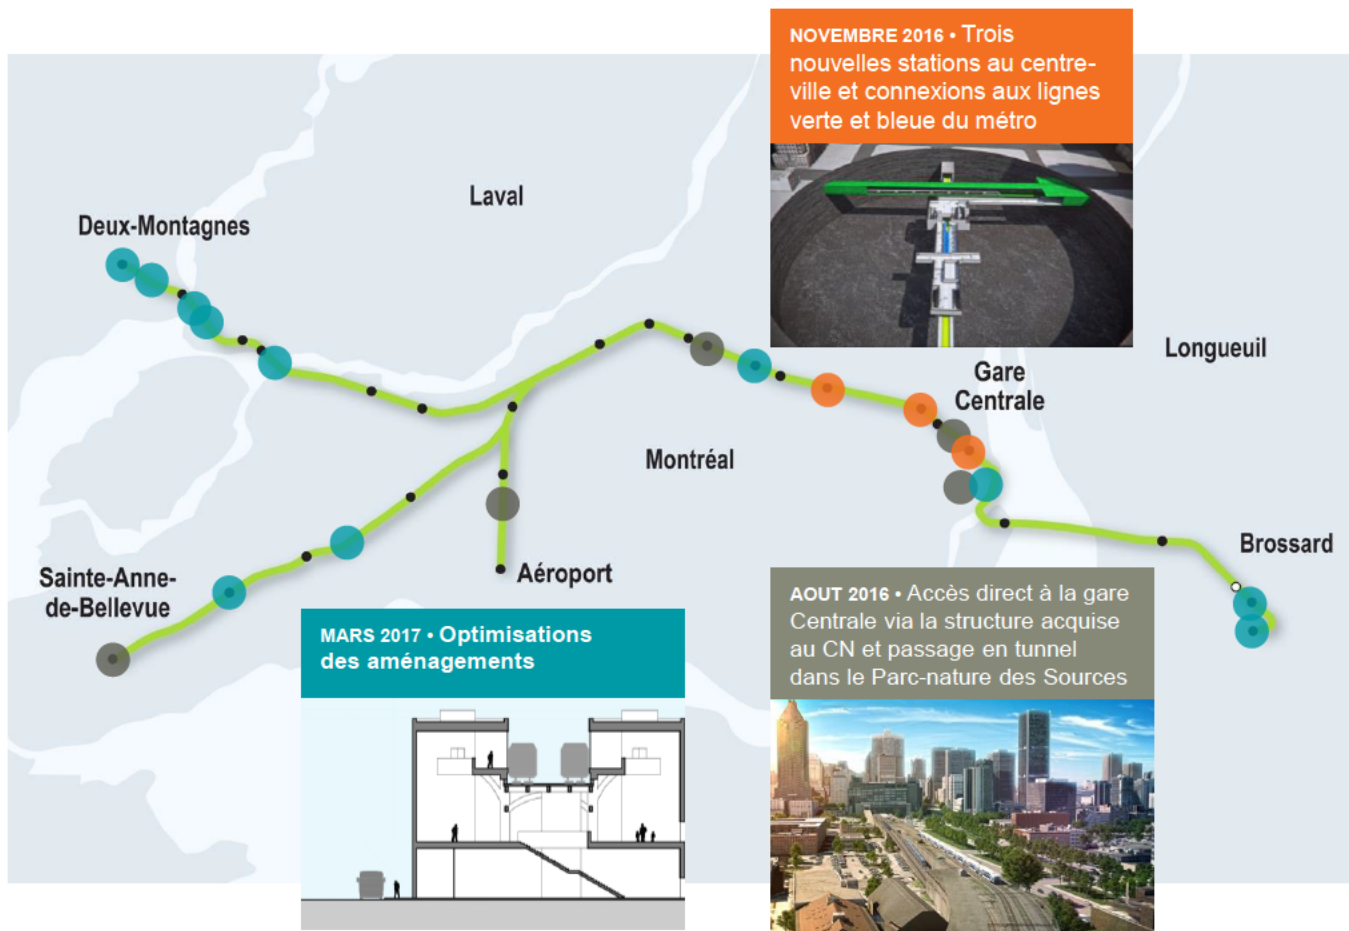 NOVEMBRE 2016 • Trois
nouvelles stations au centre-
ville et connexions aux lignes
verte et bleue du métro
Laval
Deux-Montagnes
Longueuil
Gare
Centrale
Montréal
Brossard
Aéroport
Sainte-Anne-
de-Bellevue
MARS 2017 • Optimisations
des aménagements
AOUT 2016 • Accès direct à la gare
Centrale via la structure acquise
au CN et passage en tunnel
dans le Parc-nature des Sources